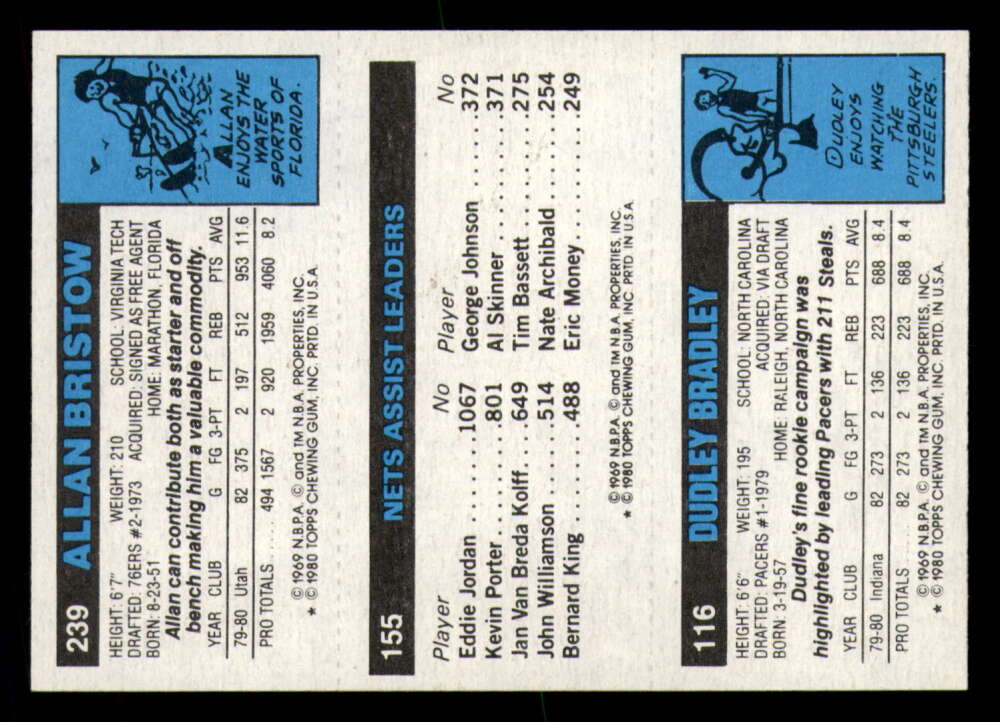 239 ALLAN BRISTOW
HEIGHT: 6'7" WEIGHT: 210 SCHOOL: VIRGINIA TECH
DRAFTED: 76ERS #2-1973 ACQUIRED: SIGNED AS FREE AGENT
BORN: 8-23-51 HOME: MARATHON, FLORIDA
Allan can contribute both as starter and off
bench making him a valuable commodity.
YEAR CLUB G FG 3-PT FT REB PTS AVG
79-80 Utah 82 375 2 197 512 953 11.6
PRO TOTALS .... 494 1567 2 920 1959 4060 8.2
© 1969 N.B.P.A. © and TM N.B.A. PROPERTIES, INC.
★ © 1980 TOPPS CHEWING GUM, INC. PRTD. IN U.S.A.
ALLAN
ENJOYS THE
WATER
SPORTS OF
FLORIDA.
155 NETS ASSIST LEADERS
Player No Player No
Eddie Jordan ....1067 George Johnson ....372
Kevin Porter ....801 Al Skinner ....371
Jan Van Breda Kolff....649 Tim Bassett ....275
John Williamson ....514 Nate Archibald ....254
Bernard King ....488 Eric Money ....249
© 1969 N.B.P.A. © and TM N.B.A. PROPERTIES, INC.
★ © 1980 TOPPS CHEWING GUM, INC. PRTD IN U.S.A.
116 DUDLEY BRADLEY
HEIGHT: 6'6" WEIGHT: 195 SCHOOL: NORTH CAROLINA
DRAFTED: PACERS #1-1979 ACQUIRED: VIA DRAFT
BORN: 3-19-57 HOME RALEIGH, NORTH CAROLINA
Dudley's fine rookie campaign was
highlighted by leading Pacers with 211 Steals.
YEAR CLUB G FG 3-PT FT REB PTS AVG
79-80 Indiana 82 273 2 136 223 688 8.4
PRO TOTALS .... 82 273 2 136 223 688 8.4
© 1969 N.B.P.A. © and TM N.B.A. PROPERTIES, INC.
★ © 1980 TOPPS CHEWING GUM, INC. PRTD. IN U.S.A.
DUDLEY
ENJOYS
WATCHING
THE
PITTSBURGH
STEELERS.